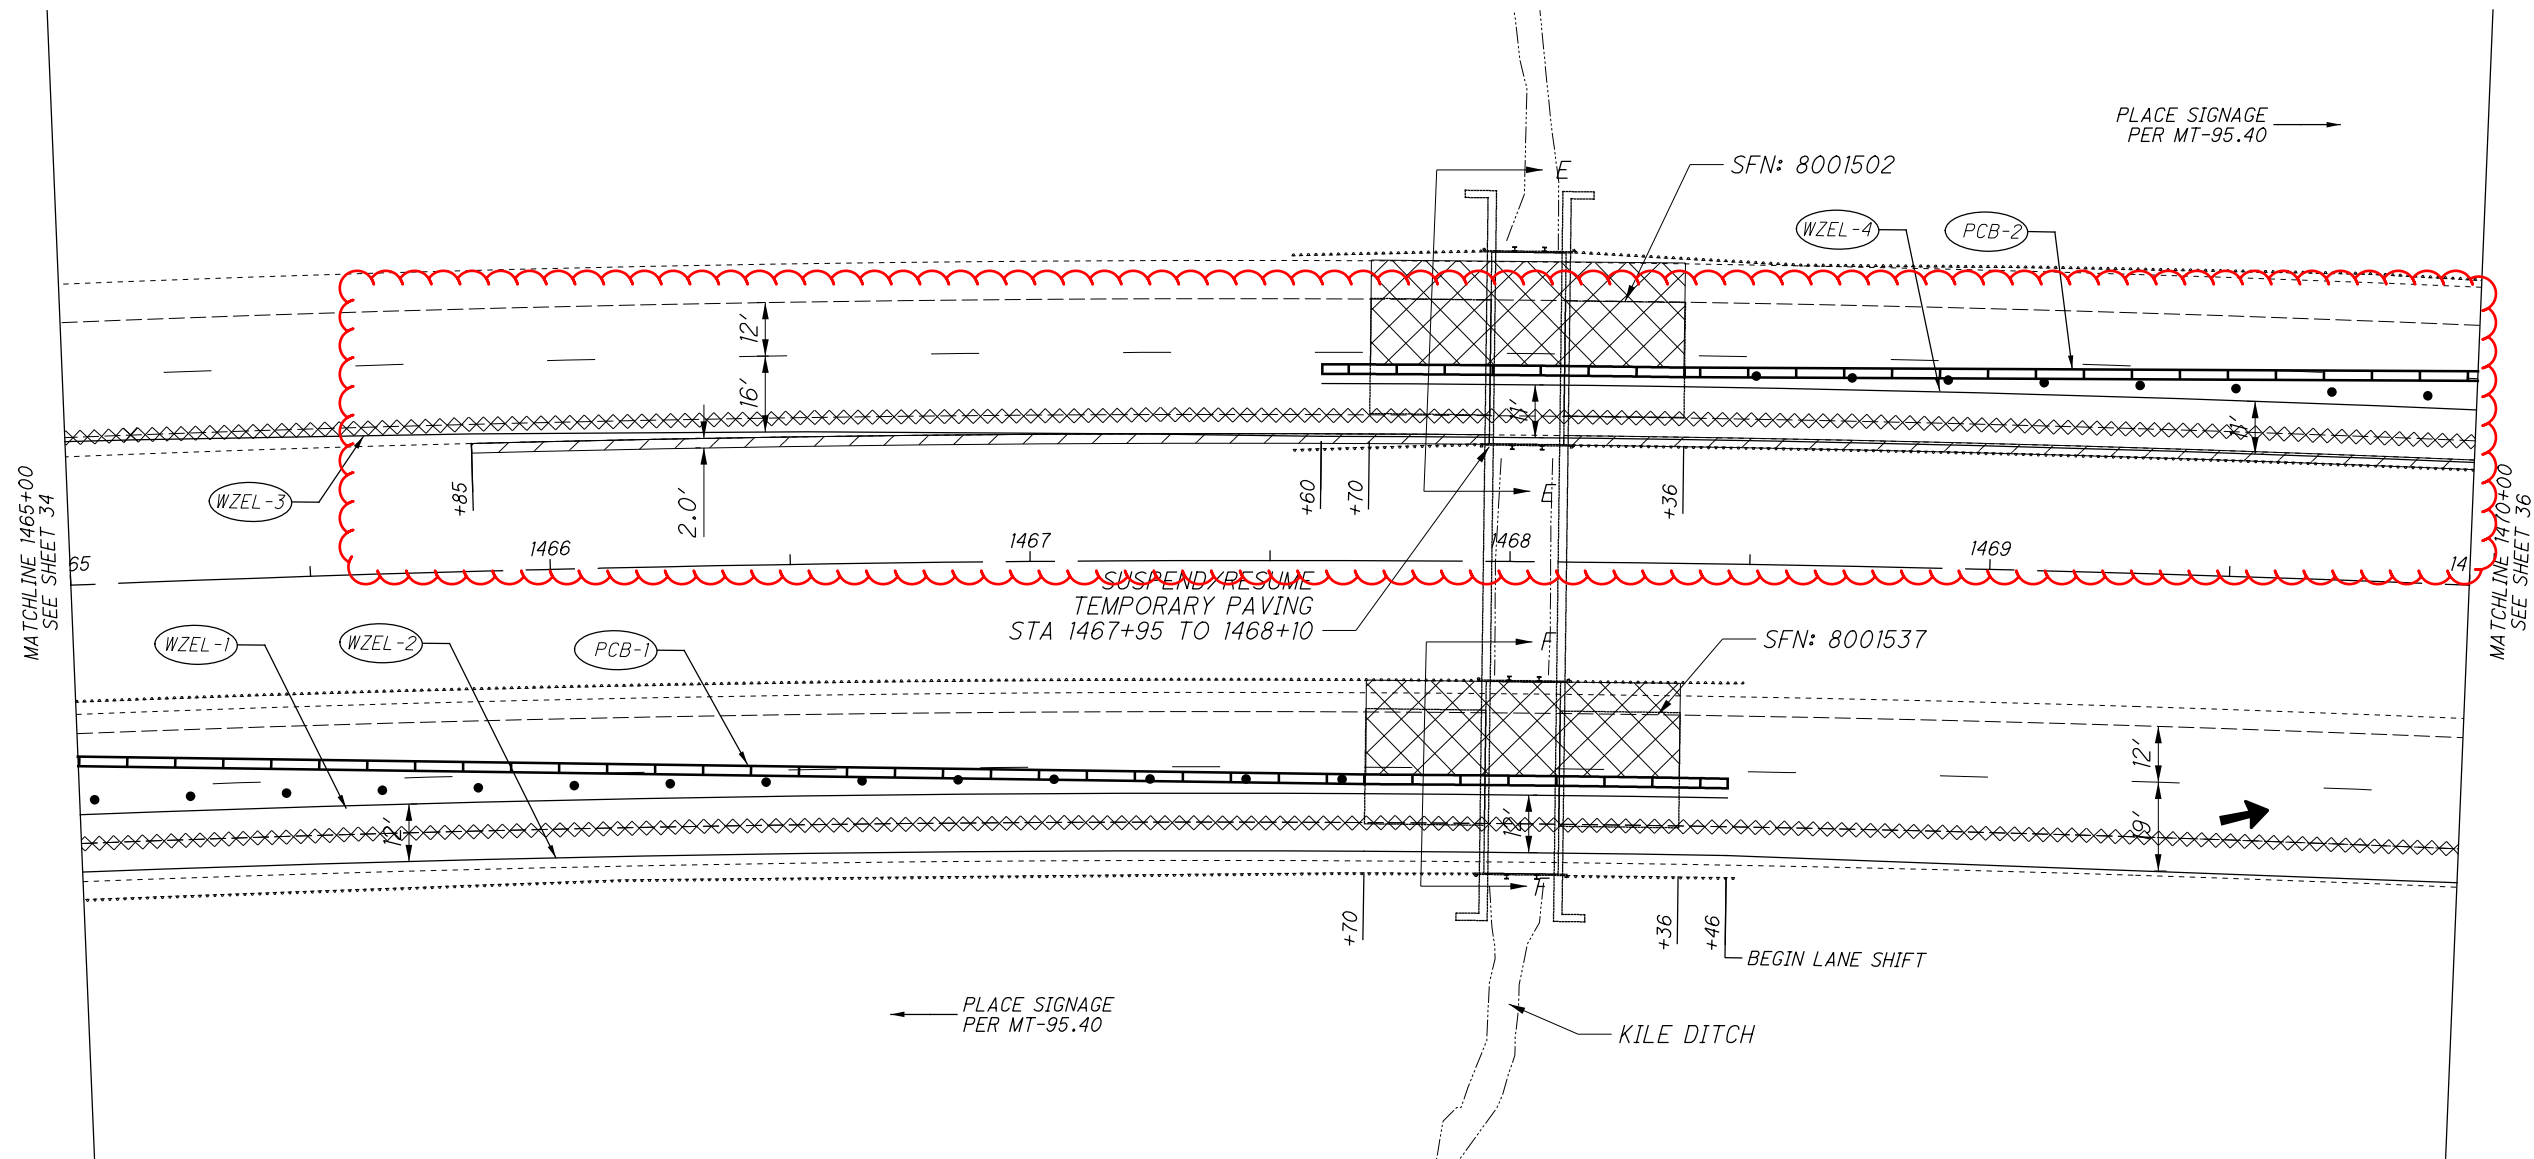 PLACE SIGNAGE
PER MT-95.40
E
SFN: 8001502
WZEL-4
PCB-2
12'
16'
11'
11'
WZEL-3
+85
2.0'
+60
+70
E
+36
MATCHLINE 1465+00
SEE SHEET 34
MATCHLINE 1470+00
SEE SHEET 36
65
1466
1467
1468
1469
14
SUSPEND/RESUME
TEMPORARY PAVING
STA 1467+95 TO 1468+10
WZEL-1
WZEL-2
PCB-1
F
SFN: 8001537
12'
12'
12'
19'
F
+70
+36
+46
BEGIN LANE SHIFT
PLACE SIGNAGE
PER MT-95.40
KILE DITCH